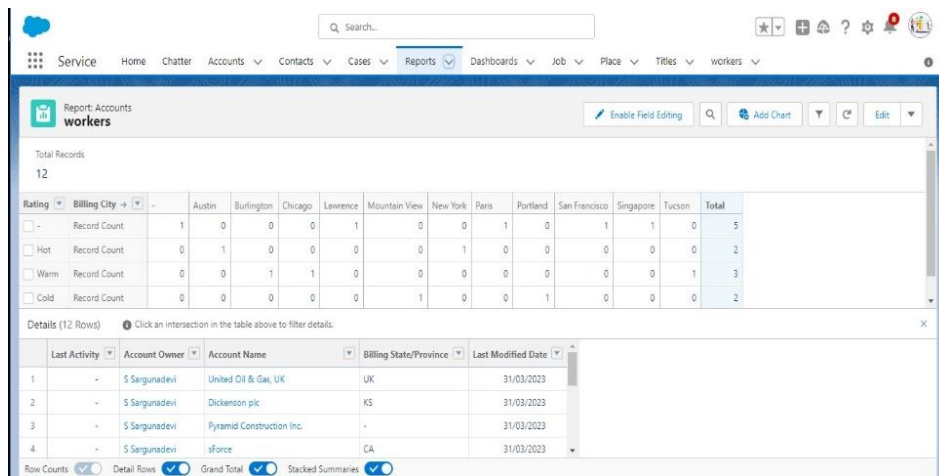 Search...
Service Home Chatter Accounts Contacts Cases Reports Dashboards Job Place Titles workers
Report: Accounts
workers
Enable Field Editing Add Chart Edit
Total Records
12
Rating Billing City → - Austin Burlington Chicago Lawrence Mountain View New York Paris Portland San Francisco Singapore Tucson Total
- Record Count 1 0 0 0 1 0 0 1 0 1 1 0 5
Hot Record Count 0 1 0 0 0 0 1 0 0 0 0 0 2
Warm Record Count 0 0 1 1 0 0 0 0 0 0 0 1 3
Cold Record Count 0 0 0 0 0 1 0 0 1 0 0 0 2
Details (12 Rows) Click an intersection in the table above to filter details.
Last Activity Account Owner Account Name Billing State/Province Last Modified Date
1 - S Sargunadevi United Oil & Gas, UK UK 31/03/2023
2 - S Sargunadevi Dickenson plc KS 31/03/2023
3 - S Sargunadevi Pyramid Construction Inc. - 31/03/2023
4 - S Sargunadevi sForce CA 31/03/2023
Row Counts Detail Rows Grand Total Stacked Summaries